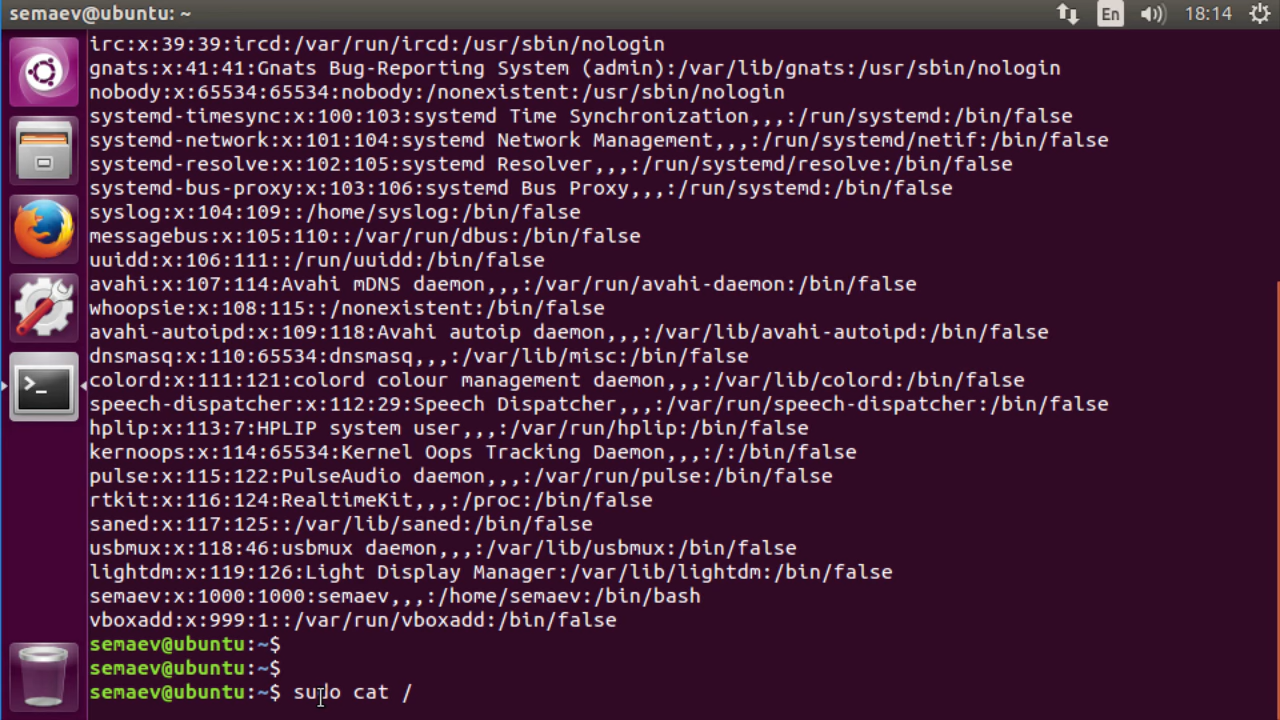 semaev@ubuntu: ~
En
18:14
irc:x:39:39:ircd:/var/run/ircd:/usr/sbin/nologin
gnats:x:41:41:Gnats Bug-Reporting System (admin):/var/lib/gnats:/usr/sbin/nologin
nobody:x:65534:65534:nobody:/nonexistent:/usr/sbin/nologin
systemd-timesync:x:100:103:systemd Time Synchronization,,,:/run/systemd:/bin/false
systemd-network:x:101:104:systemd Network Management,,,:/run/systemd/netif:/bin/false
systemd-resolve:x:102:105:systemd Resolver,,,:/run/systemd/resolve:/bin/false
systemd-bus-proxy:x:103:106:systemd Bus Proxy,,,:/run/systemd:/bin/false
syslog:x:104:109::/home/syslog:/bin/false
messagebus:x:105:110::/var/run/dbus:/bin/false
uuidd:x:106:111::/run/uuidd:/bin/false
avahi:x:107:114:Avahi mDNS daemon,,,:/var/run/avahi-daemon:/bin/false
whoopsie:x:108:115::/nonexistent:/bin/false
avahi-autoipd:x:109:118:Avahi autoip daemon,,,:/var/lib/avahi-autoipd:/bin/false
dnsmasq:x:110:65534:dnsmasq,,,:/var/lib/misc:/bin/false
colord:x:111:121:colord colour management daemon,,,:/var/lib/colord:/bin/false
speech-dispatcher:x:112:29:Speech Dispatcher,,,:/var/run/speech-dispatcher:/bin/false
hplip:x:113:7:HPLIP system user,,,:/var/run/hplip:/bin/false
kernoops:x:114:65534:Kernel Oops Tracking Daemon,,,:/:/bin/false
pulse:x:115:122:PulseAudio daemon,,,:/var/run/pulse:/bin/false
rtkit:x:116:124:RealtimeKit,,,:/proc:/bin/false
saned:x:117:125::/var/lib/saned:/bin/false
usbmux:x:118:46:usbmux daemon,,,:/var/lib/usbmux:/bin/false
lightdm:x:119:126:Light Display Manager:/var/lib/lightdm:/bin/false
semaev:x:1000:1000:semaev,,,:/home/semaev:/bin/bash
vboxadd:x:999:1::/var/run/vboxadd:/bin/false
semaev@ubuntu:~$
semaev@ubuntu:~$
semaev@ubuntu:~$ sudo cat /